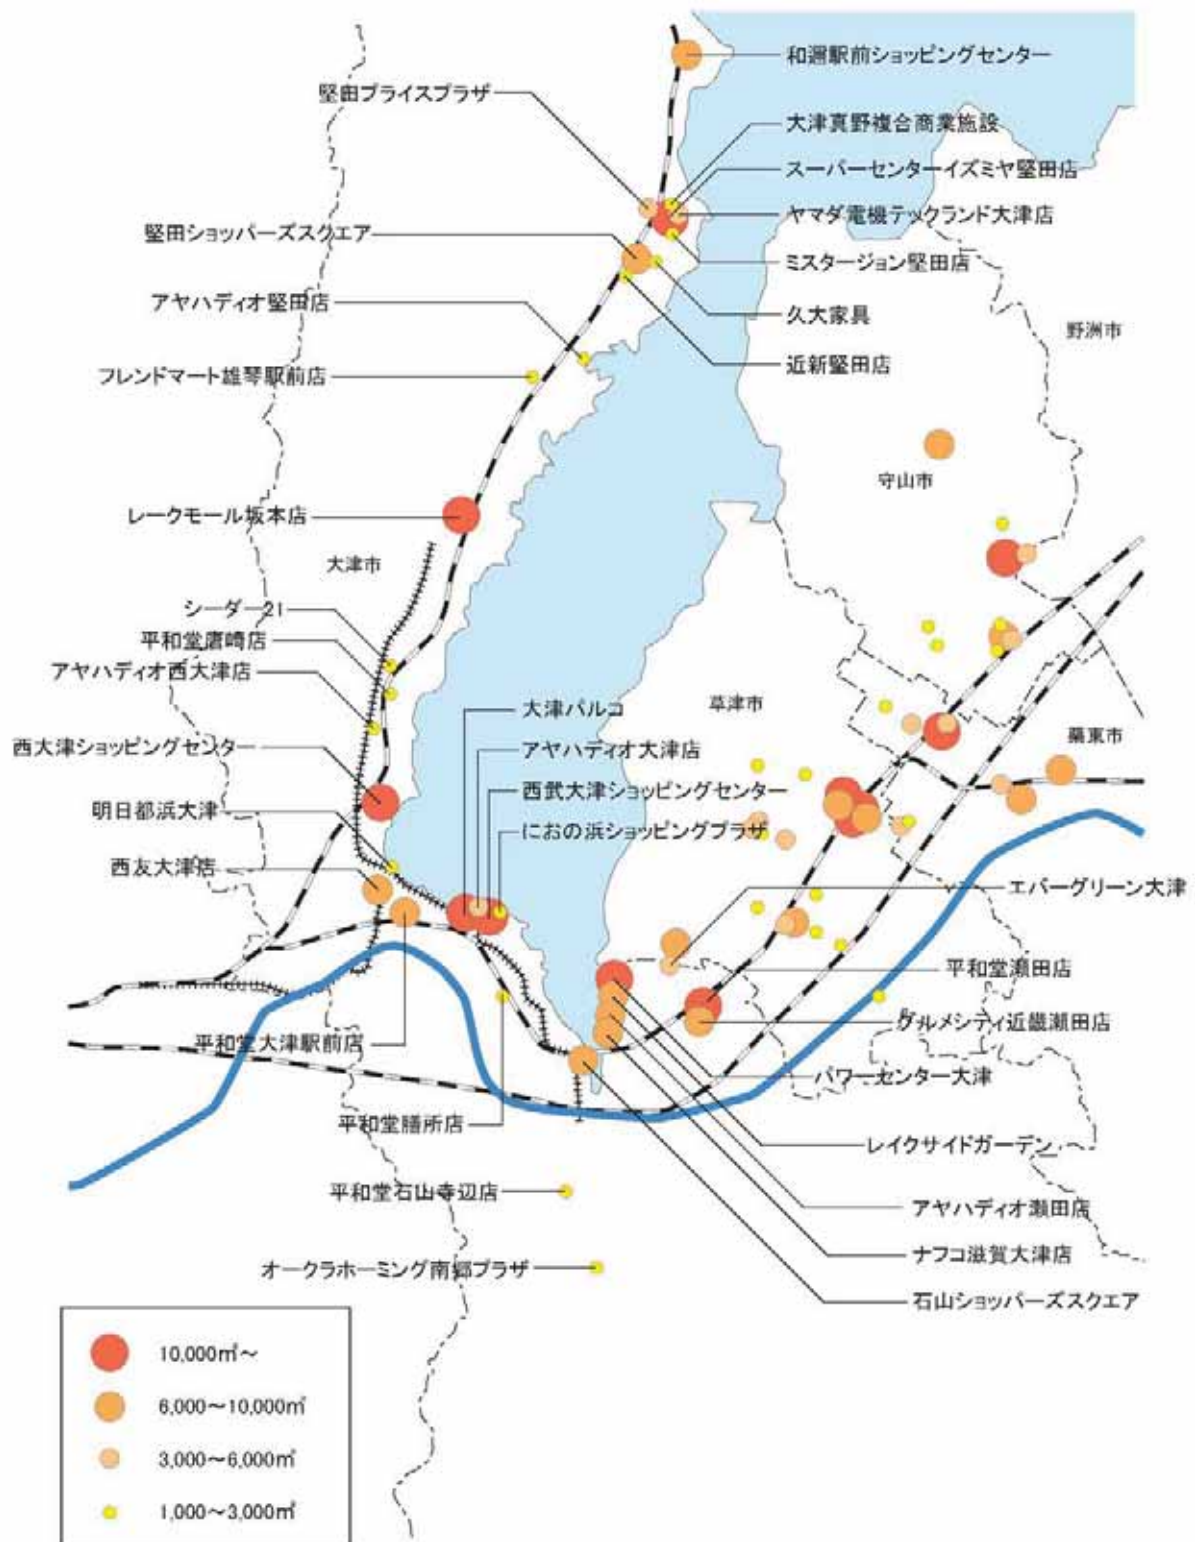 和邇駅前ショッピングセンター
堅田プライスプラザ
大津真野複合商業施設
スーパーセンターイズミヤ堅田店
ヤマダ電機テックランド大津店
堅田ショッパーズスクエア
ミスタージョン堅田店
アヤハディオ堅田店
久大家具
野洲市
近新堅田店
フレンドマート雄琴駅前店
守山市
レークモール坂本店
大津市
シーダー21
平和堂唐崎店
アヤハディオ西大津店
草津市
大津パルコ
栗東市
西大津ショッピングセンター
アヤハディオ大津店
西武大津ショッピングセンター
明日都浜大津
におの浜ショッピングプラザ
西友大津店
エバーグリーン大津
平和堂瀬田店
グルメシティ近畿瀬田店
平和堂大津駅前店
パワーセンター大津
平和堂膳所店
レイクサイドガーデン
平和堂石山寺辺店
アヤハディオ瀬田店
ナフコ滋賀大津店
オークラホーミング南郷プラザ
石山ショッパーズスクエア
10,000㎡～
6,000～10,000㎡
3,000～6,000㎡
1,000～3,000㎡